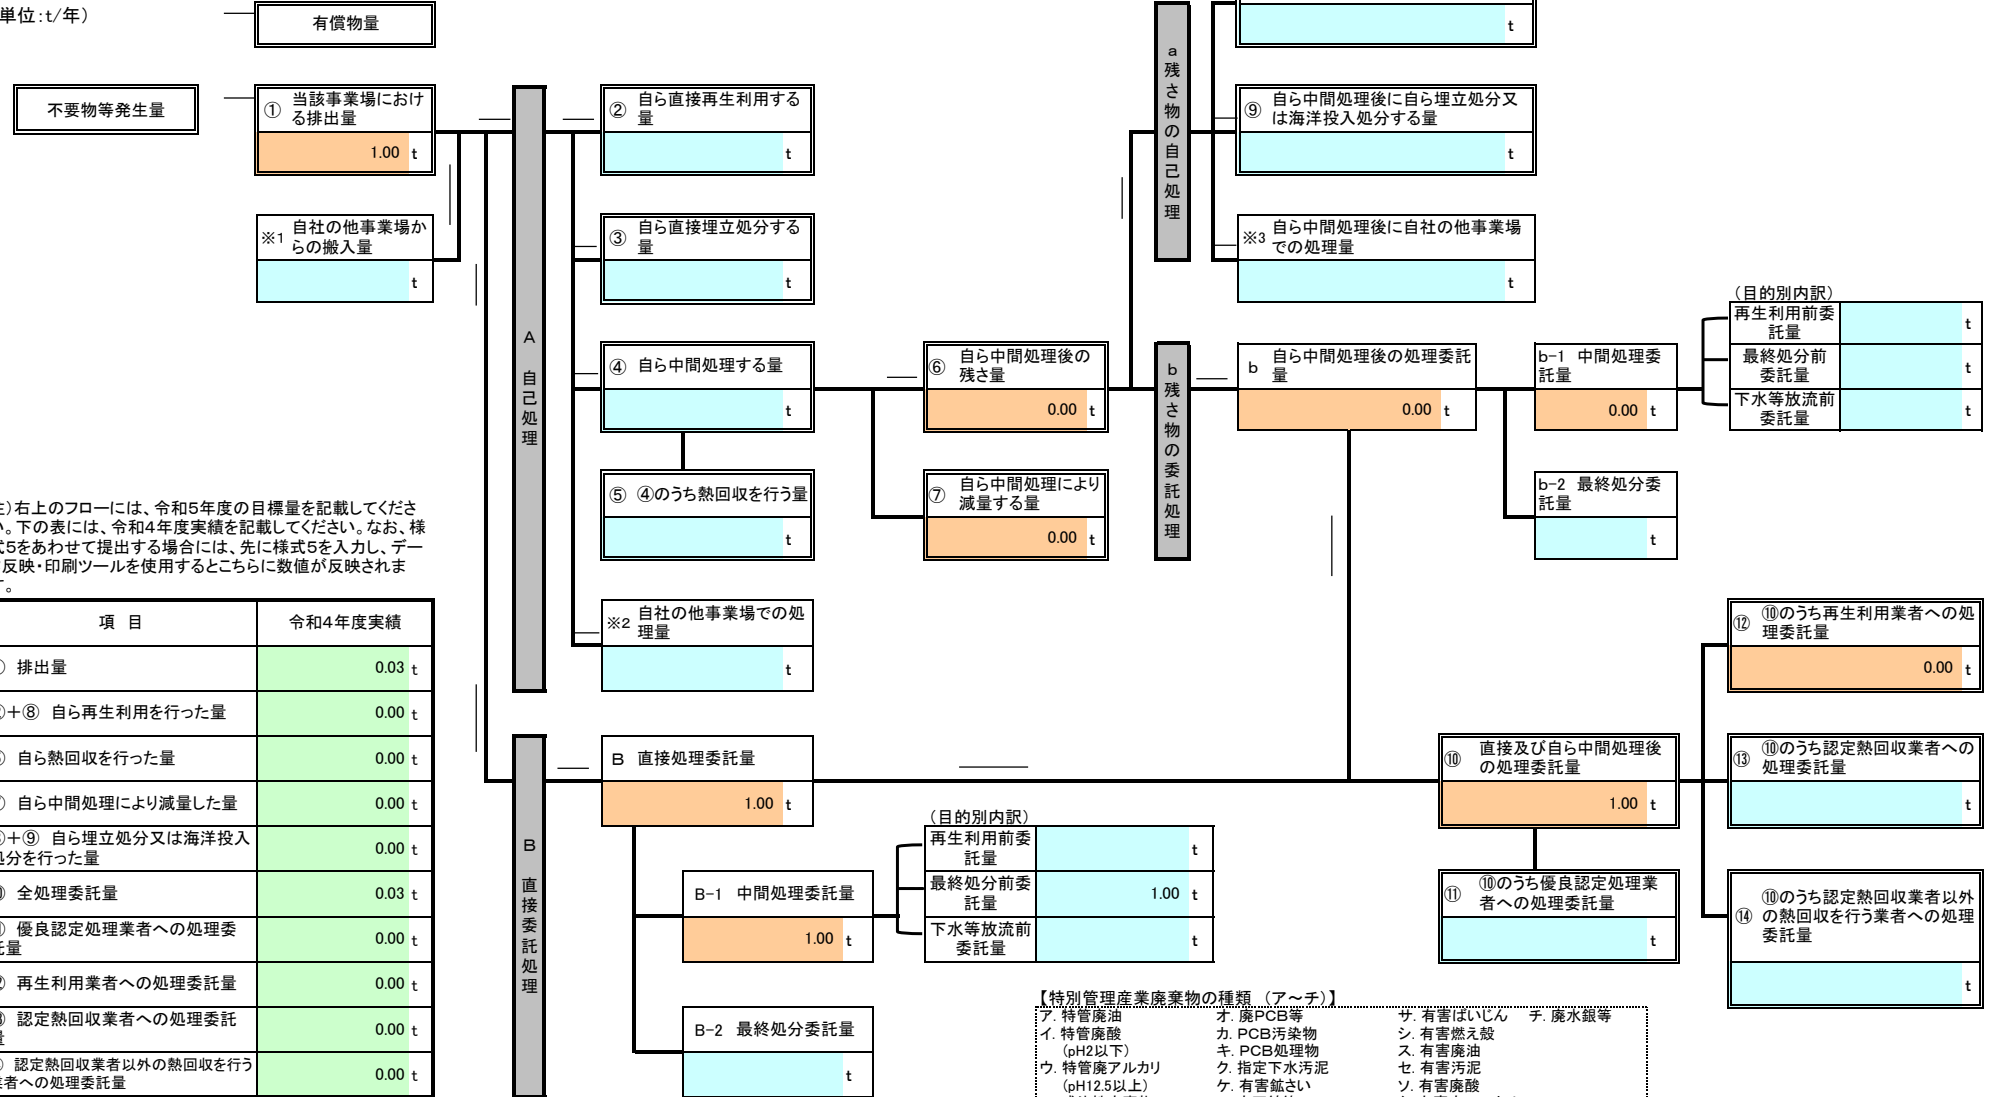 単位:t/年)
有償物量
t
不要物等発生量
① 当該事業場における排出量
1.00 t
※1 自社の他事業場からの搬入量
t
A 自己処理
② 自ら直接再生利用する量
t
③ 自ら直接埋立処分する量
t
④ 自ら中間処理する量
t
⑤ ④のうち熱回収を行う量
t
※2 自社の他事業場での処理量
t
⑥ 自ら中間処理後の残さ量
0.00 t
⑦ 自ら中間処理により減量する量
0.00 t
a 残さ物の自己処理
⑨ 自ら中間処理後に自ら埋立処分又は海洋投入処分する量
t
※3 自ら中間処理後に自社の他事業場での処理量
t
b 残さ物の委託処理
b 自ら中間処理後の処理委託量
0.00 t
b-1 中間処理委託量
0.00 t
(目的別内訳)
再生利用前委託量 t
最終処分前委託量 t
下水等放流前委託量 t
b-2 最終処分委託量
t
)右上のフローには、令和5年度の目標量を記載してくださ
。下の表には、令和4年度実績を記載してください。なお、様
式5をあわせて提出する場合には、先に様式5を入力し、デー
反映・印刷ツールを使用するとこちらに数値が反映されま
。
項 目 令和4年度実績
排出量 0.03 t
+⑧ 自ら再生利用を行った量 0.00 t
自ら熱回収を行った量 0.00 t
自ら中間処理により減量した量 0.00 t
+⑨ 自ら埋立処分又は海洋投入
処分を行った量 0.00 t
全処理委託量 0.03 t
優良認定処理業者への処理委
託量 0.00 t
再生利用業者への処理委託量 0.00 t
認定熱回収業者への処理委託
量 0.00 t
認定熱回収業者以外の熱回収を行う
業者への処理委託量 0.00 t
B 直接委託処理
B 直接処理委託量
1.00 t
B-1 中間処理委託量
1.00 t
(目的別内訳)
再生利用前委託量 t
最終処分前委託量 1.00 t
下水等放流前委託量 t
B-2 最終処分委託量
t
⑩ 直接及び自ら中間処理後の処理委託量
1.00 t
⑪ ⑩のうち優良認定処理業者への処理委託量
t
⑫ ⑩のうち再生利用業者への処理委託量
0.00 t
⑬ ⑩のうち認定熱回収業者への処理委託量
t
⑭ ⑩のうち認定熱回収業者以外の熱回収を行う業者への処理委託量
t
【特別管理産業廃棄物の種類 (ア~チ)】
ア. 特管廃油 オ. 廃PCB等 サ. 有害ばいじん チ. 廃水銀等
イ. 特管廃酸 カ. PCB汚染物 シ. 有害燃え殻
(pH2以下) キ. PCB処理物 ス. 有害廃油
ウ. 特管廃アルカリ ク. 指定下水汚泥 セ. 有害汚泥
(pH12.5以上) ケ. 有害鉱さい ソ. 有害廃酸